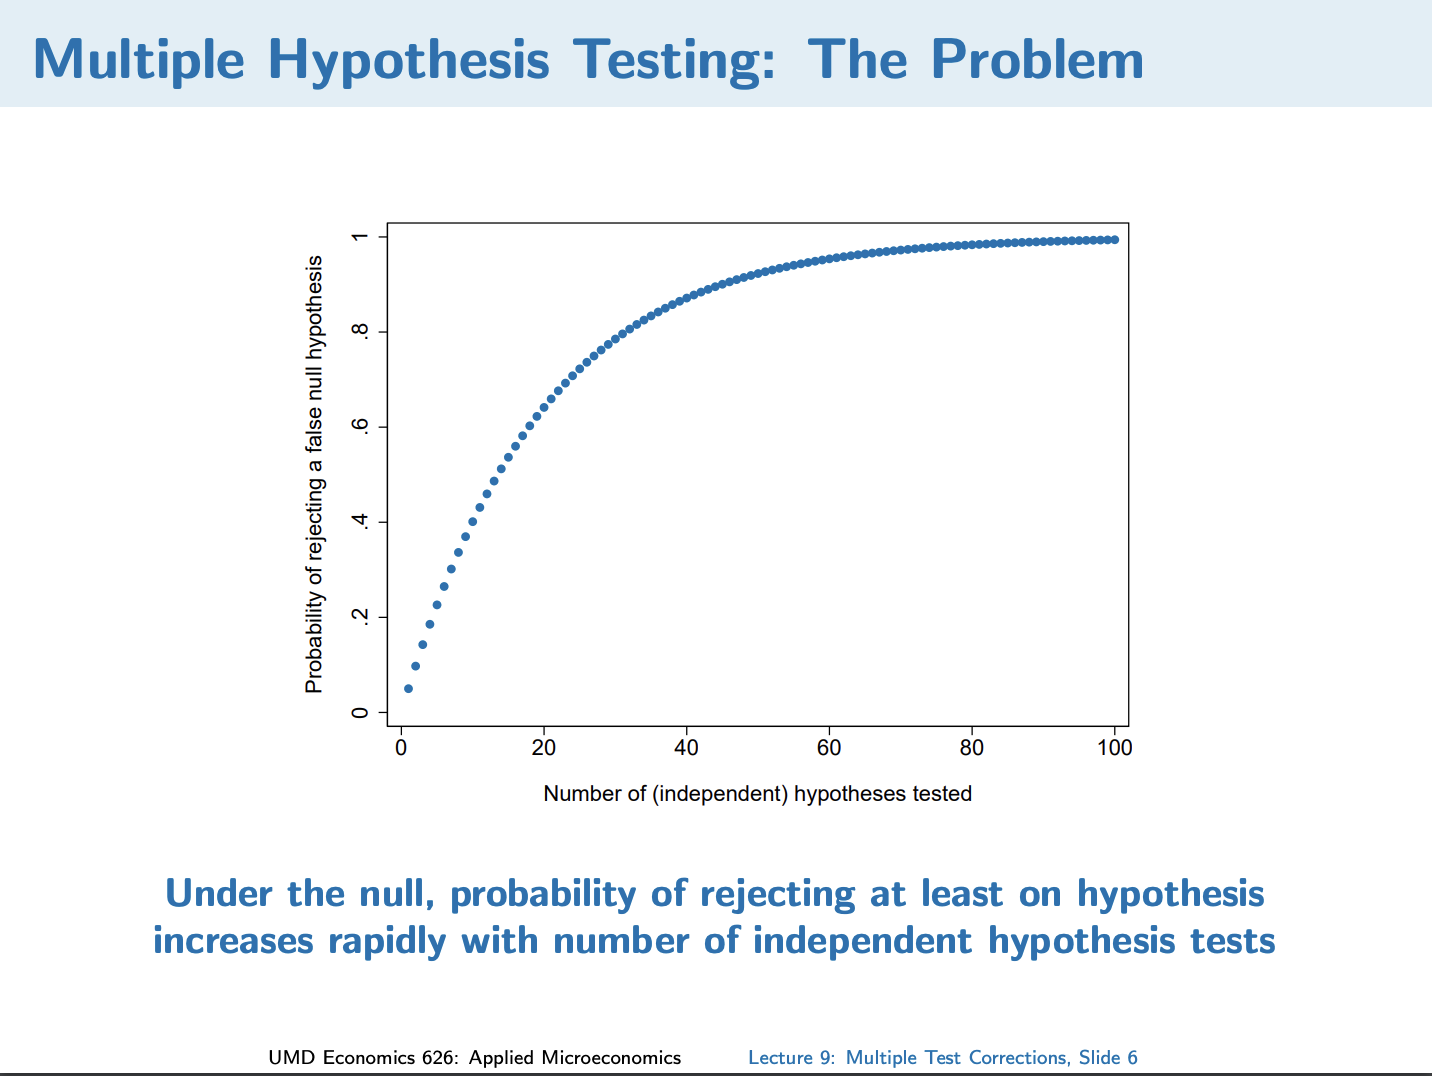 Multiple Hypothesis Testing: The Problem
Probability of rejecting a false null hypothesis
1
.8
.6
.4
.2
0
0 20 40 60 80 100
Number of (independent) hypotheses tested
Under the null, probability of rejecting at least on hypothesis
increases rapidly with number of independent hypothesis tests
UMD Economics 626: Applied Microeconomics Lecture 9: Multiple Test Corrections, Slide 6